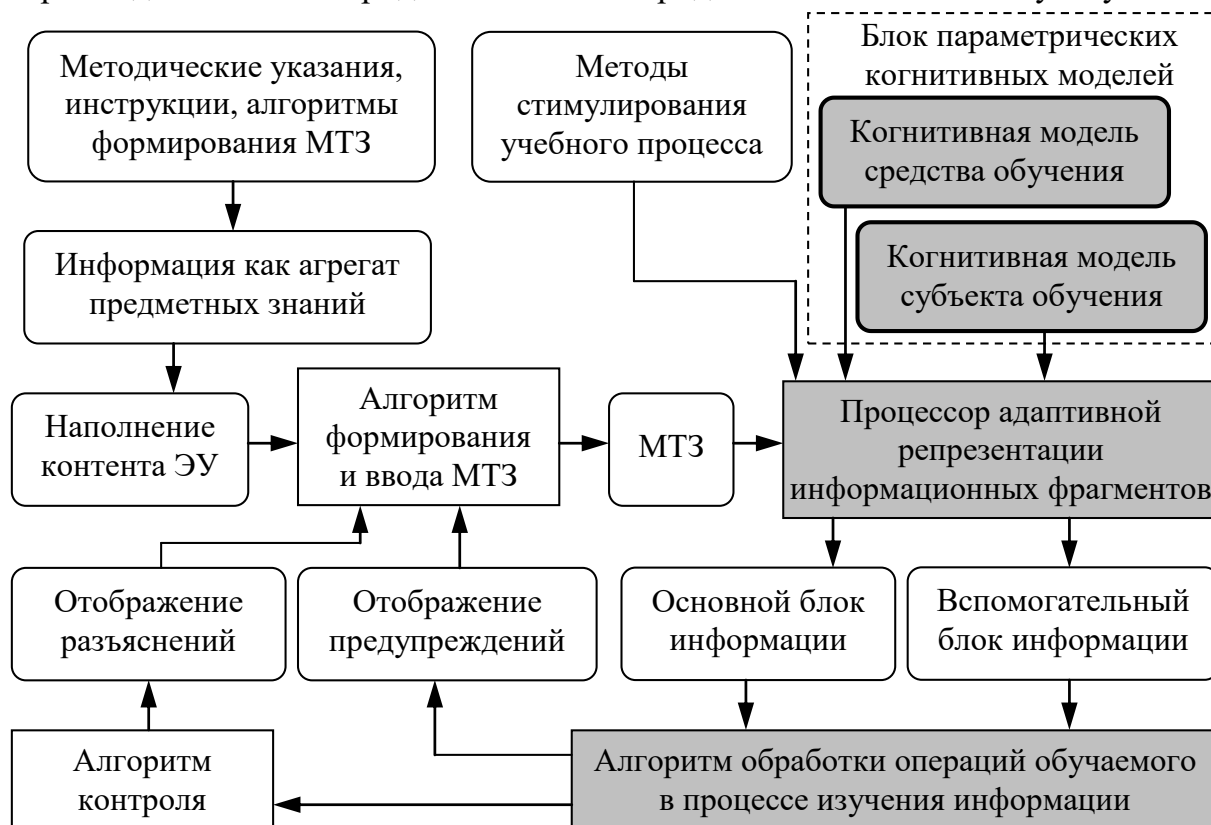 Методические указания,
инструкции, алгоритмы
формирования МТЗ
Методы
стимулирования
учебного процесса
Блок параметрических
когнитивных моделей
Когнитивная модель
средства обучения
Когнитивная модель
субъекта обучения
Информация как агрегат
предметных знаний
Наполнение
контента ЭУ
Алгоритм
формирования
и ввода МТЗ
МТЗ
Процессор адаптивной
репрезентации
информационных фрагментов
Отображение
разъяснений
Отображение
предупреждений
Основной блок
информации
Вспомогательный
блок информации
Алгоритм
контроля
Алгоритм обработки операций обучаемого
в процессе изучения информации